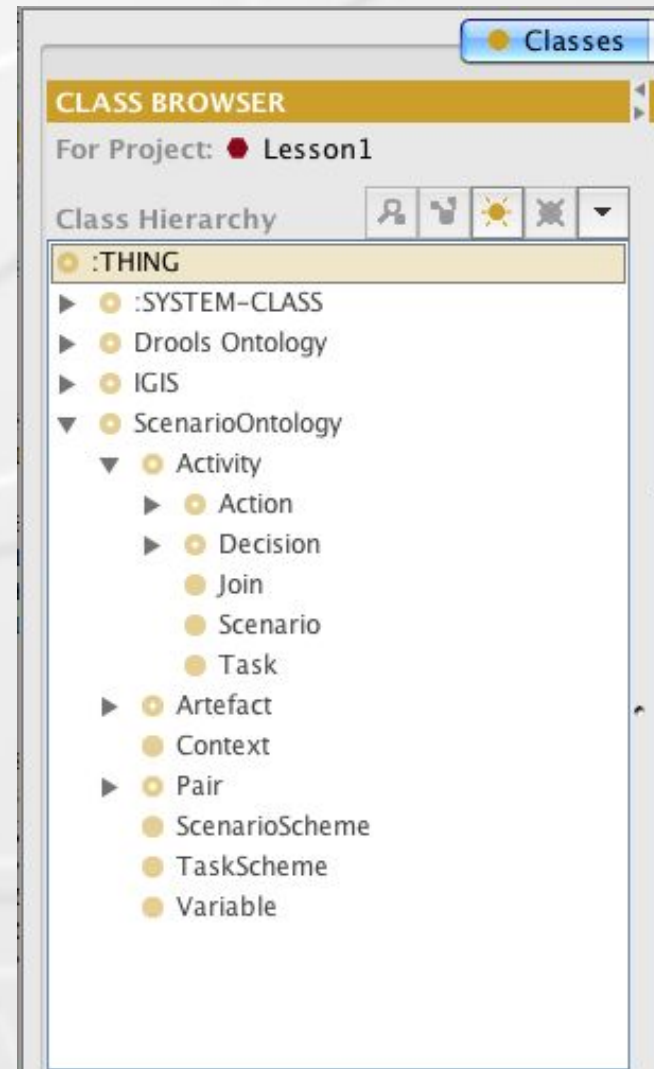 Classes
CLASS BROWSER
For Project: Lesson1
Class Hierarchy
:THING
:SYSTEM-CLASS
Drools Ontology
IGIS
ScenarioOntology
Activity
Action
Decision
Join
Scenario
Task
Artefact
Context
Pair
ScenarioScheme
TaskScheme
Variable